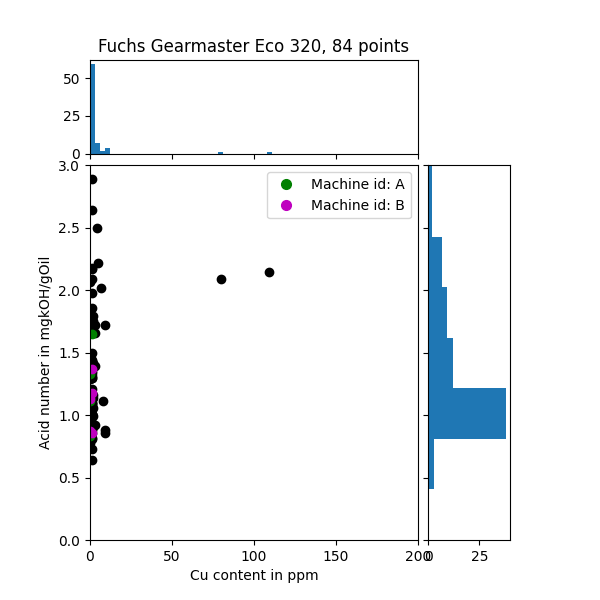 Fuchs Gearmaster Eco 320, 84 points
50
25
0
3.0
2.5
2.0
1.5
1.0
0.5
0.0
Acid number in mgkOH/gOil
Machine id: A
Machine id: B
0 50 100 150 200
0 25
Cu content in ppm